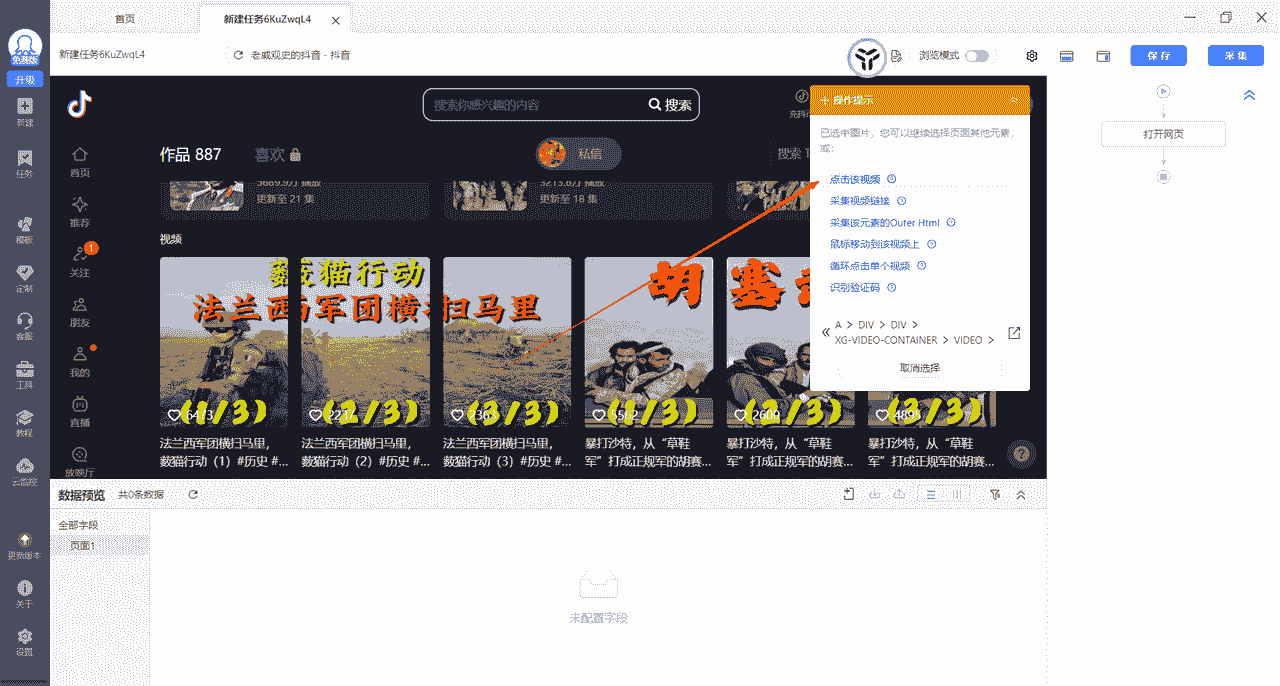 首页
新建任务6KuZwqL4
新建任务6KuZwqL4
老威观史的抖音 - 抖音
浏览模式
保存
采集
免费版
升级
新建
任务
模板
定制
客服
工具
教程
云监控
更新版本
关于
设置
搜索你感兴趣的内容
搜索
首页
推荐
1
关注
朋友
我的
直播
放映厅
作品 887
喜欢
私信
搜索
5689.9万 播放
更新至 21 集
3215.6万 播放
更新至 18 集
视频
薮猫行动
法兰西军团横扫马里
(1/3)
(2/3)
(3/3)
胡塞
(1/3)
(2/3)
(3/3)
6473
2237
2363
5562
2600
4895
法兰西军团横扫马里,
薮猫行动（1）#历史 #...
法兰西军团横扫马里,
薮猫行动（2）#历史 #...
法兰西军团横扫马里,
薮猫行动（3）#历史 #...
暴打沙特，从“草鞋
军”打成正规军的胡赛...
暴打沙特，从“草鞋
军”打成正规军的胡赛...
暴打沙特，从“草鞋
军”打成正规军的胡赛...
操作提示
已选中图片，您可以继续选择页面其他元素，
或:
点击该视频
采集视频链接
采集该元素的Outer Html
鼠标移动到该视频上
循环点击单个视频
识别验证码
A > DIV > DIV >
XG-VIDEO-CONTAINER > VIDEO >
取消选择
打开网页
数据预览
共0条数据
全部字段
页面1
未配置字段